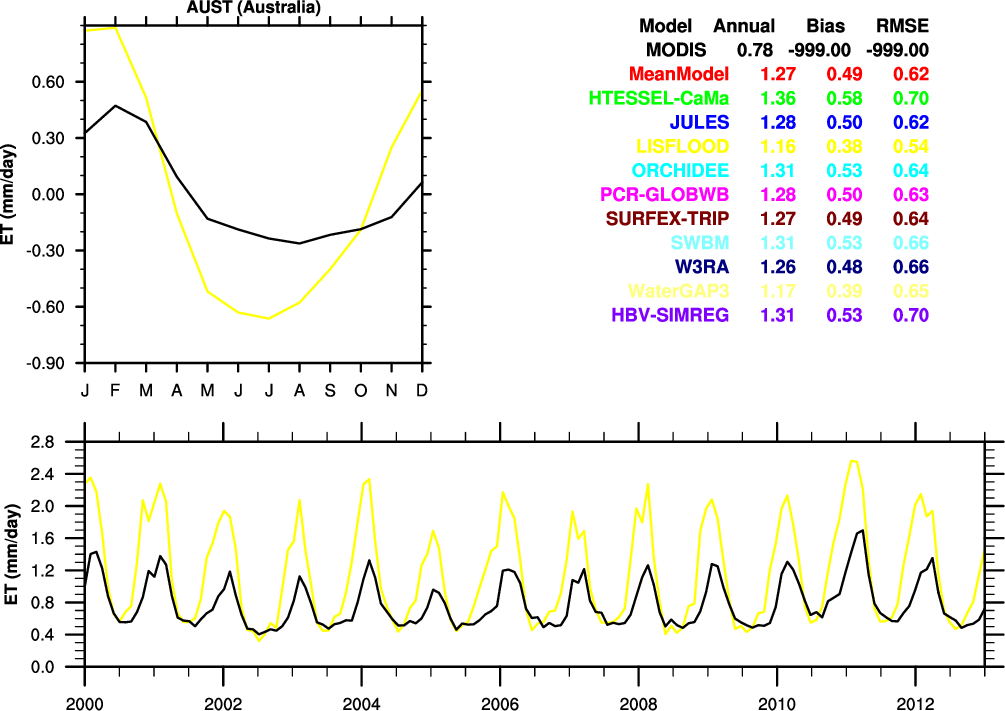 AUST (Australia)
ET (mm/day)
0.60
0.30
0.00
-0.30
-0.60
-0.90
J F M A M J J A S O N D
Model Annual Bias RMSE
MODIS 0.78 -999.00 -999.00
MeanModel 1.27 0.49 0.62
HTESSEL-CaMa 1.36 0.58 0.70
JULES 1.28 0.50 0.62
LISFLOOD 1.16 0.38 0.54
ORCHIDEE 1.31 0.53 0.64
PCR-GLOBWB 1.28 0.50 0.63
SURFEX-TRIP 1.27 0.49 0.64
SWBM 1.31 0.53 0.66
W3RA 1.26 0.48 0.66
WaterGAP3 1.17 0.39 0.65
HBV-SIMREG 1.31 0.53 0.70
ET (mm/day)
2.8
2.4
2.0
1.6
1.2
0.8
0.4
0.0
2000 2002 2004 2006 2008 2010 2012